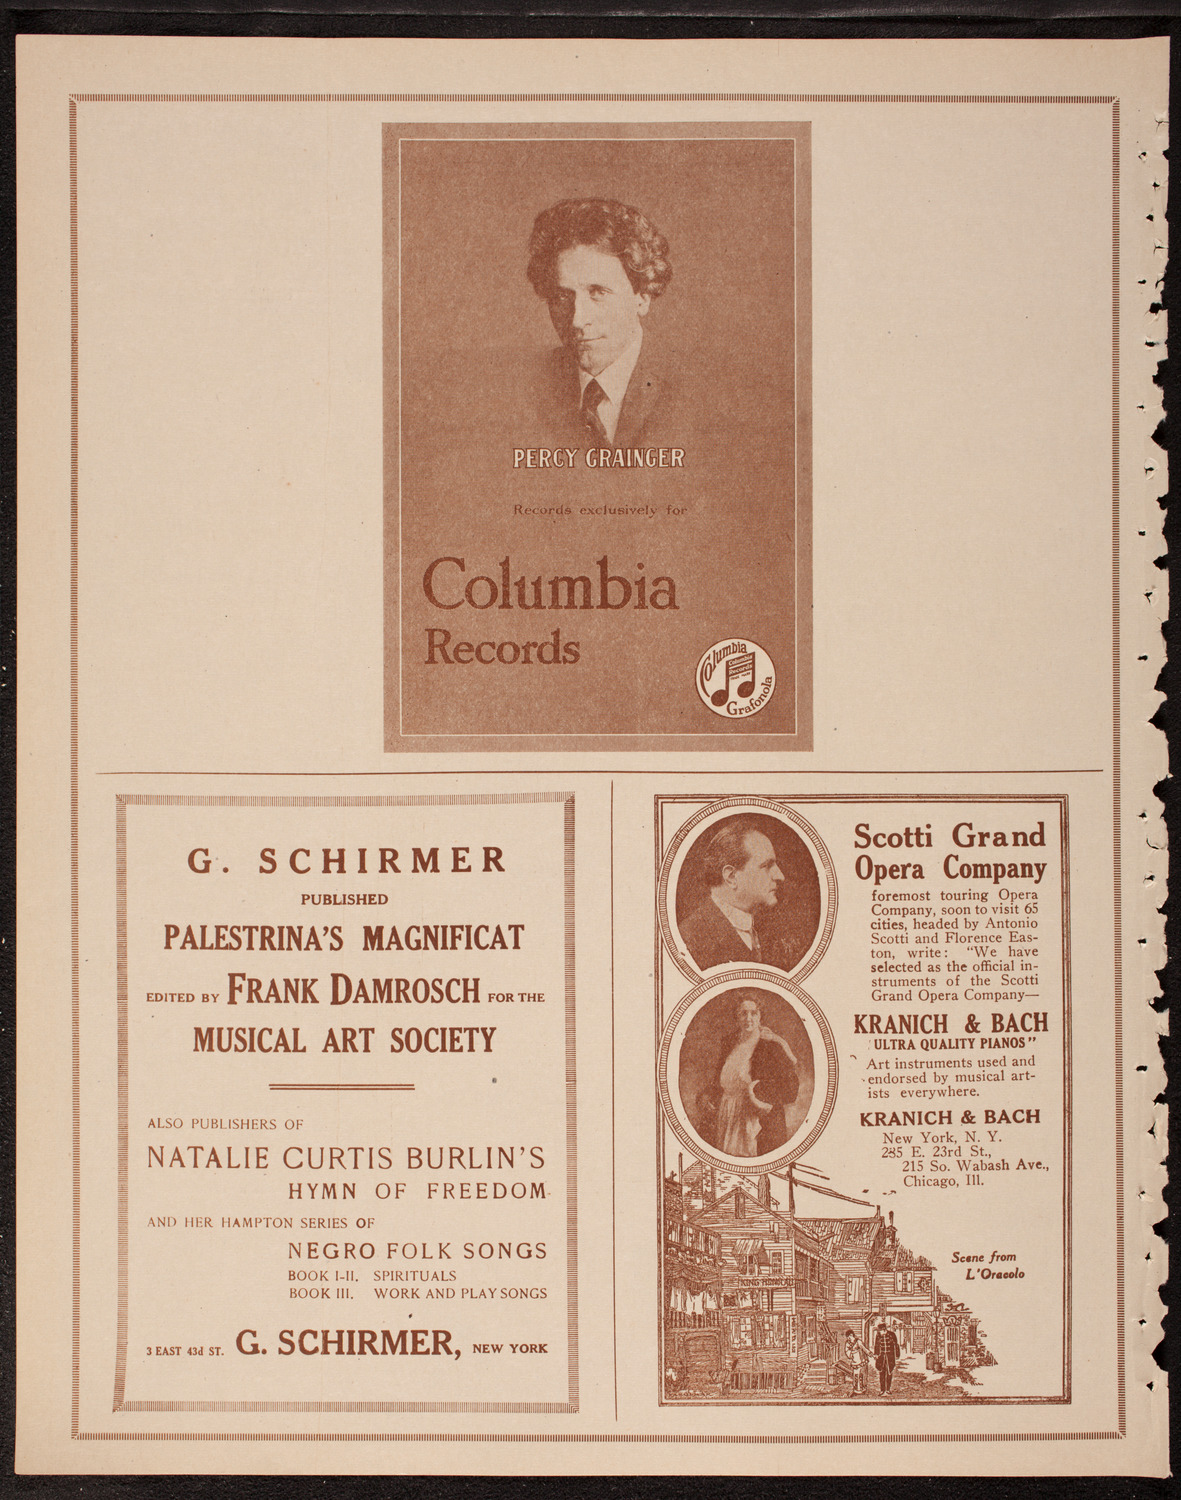 PERCY GRAINGER
Records exclusively for
Columbia
Records
Columbia
Columbia
Records
Grafonola
G. SCHIRMER
PUBLISHED
PALESTRINA'S MAGNIFICAT
EDITED BY FRANK DAMROSCH FOR THE
MUSICAL ART SOCIETY
ALSO PUBLISHERS OF
NATALIE CURTIS BURLIN'S
HYMN OF FREEDOM
AND HER HAMPTON SERIES OF
NEGRO FOLK SONGS
BOOK I-II. SPIRITUALS
BOOK III. WORK AND PLAY SONGS
3 EAST 43d ST. G. SCHIRMER, NEW YORK
Scotti Grand
Opera Company
foremost touring Opera
Company, soon to visit 65
cities, headed by Antonio
Scotti and Florence Eas-
ton, write: "We have
selected as the official in-
struments of the Scotti
Grand Opera Company—
KRANICH & BACH
ULTRA QUALITY PIANOS"
Art instruments used and
endorsed by musical art-
ists everywhere.
KRANICH & BACH
New York, N. Y.
235 E. 23rd St.,
215 So. Wabash Ave.,
Chicago, Ill.
Scene from
L'Oracolo